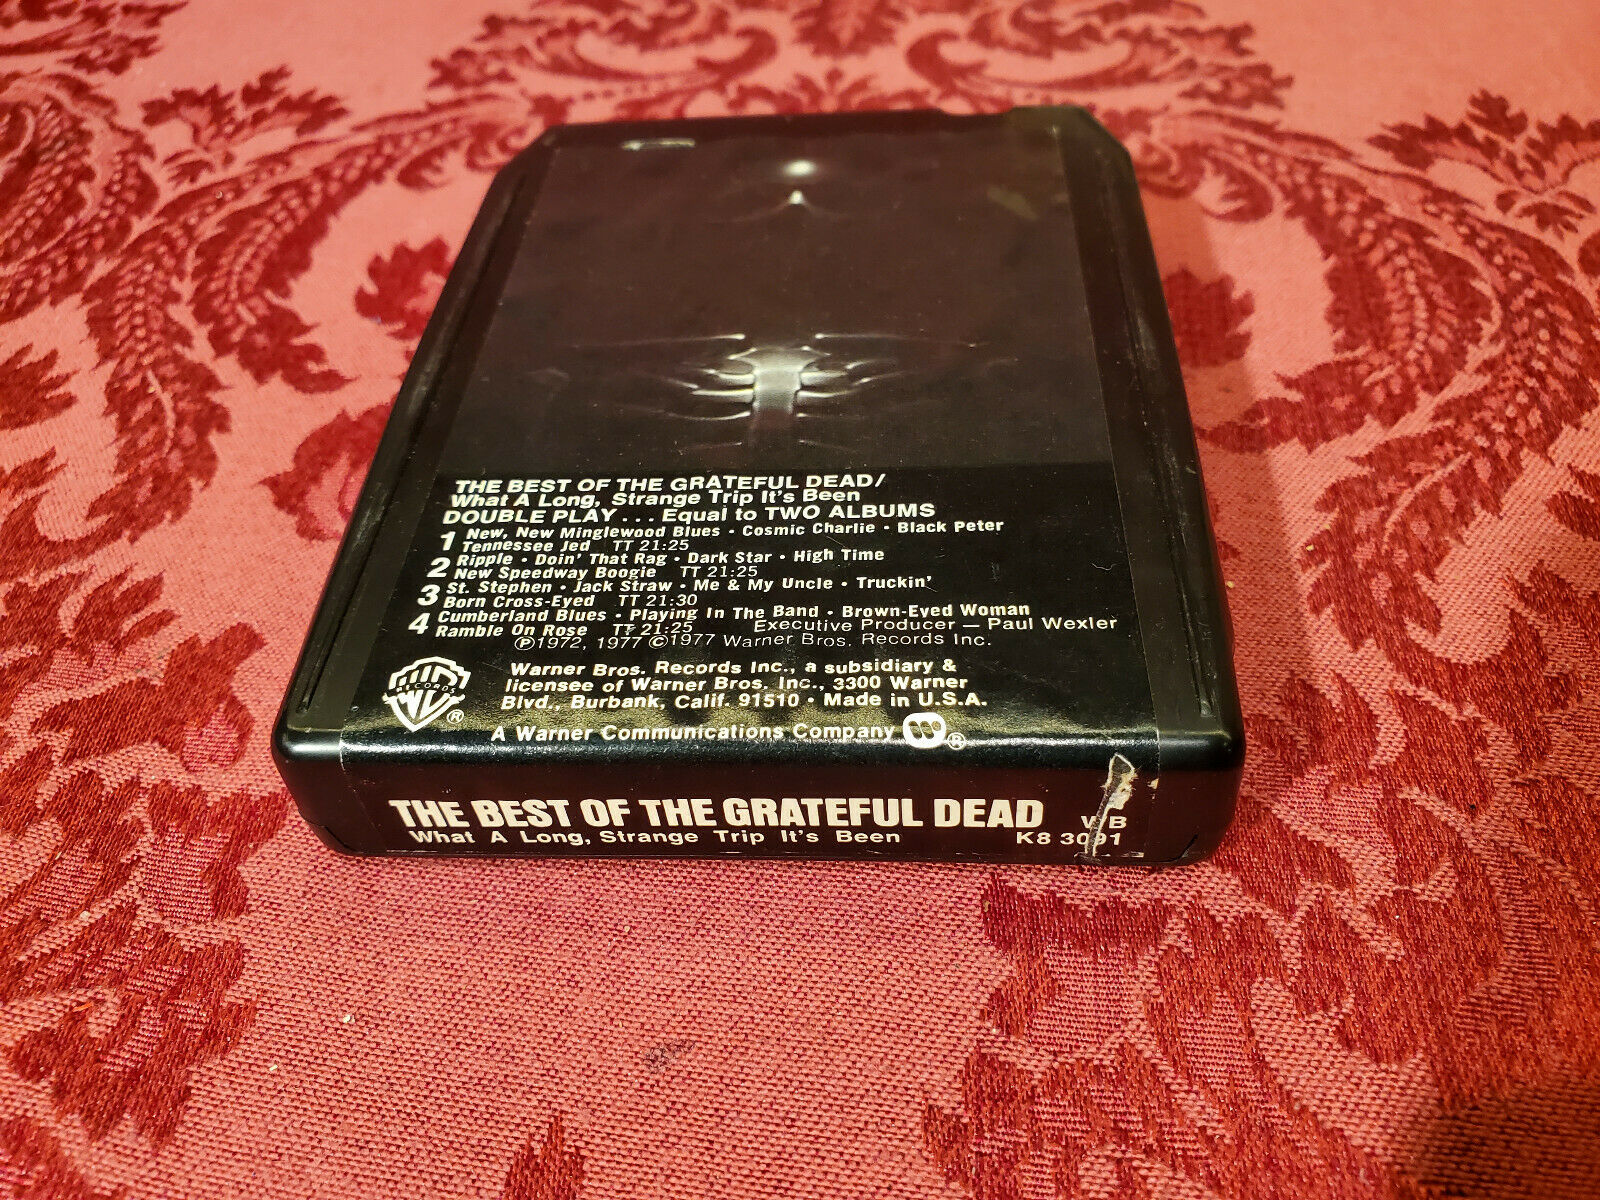 THE BEST OF THE GRATEFUL DEAD/
What A Long, Strange Trip It's Been
DOUBLE PLAY... Equal to TWO ALBUMS
1 New, New Minglewood Blues • Cosmic Charlie • Black Peter
Tennessee Jed TT 21:25
2 Ripple • Doin' That Rag • Dark Star • High Time
New Speedway Boogie TT 21:25
3 St. Stephen • Jack Straw • Me & My Uncle • Truckin'
Born Cross-Eyed TT 21:30
4 Cumberland Blues • Playing In The Band • Brown-Eyed Woman
Ramble On Rose TT 21:25 Executive Producer — Paul Wexler
Ⓟ1972, 1977 ©1977 Warner Bros. Records Inc.
RECORDS
WB®
Warner Bros. Records Inc., a subsidiary &
licensee of Warner Bros. Inc., 3300 Warner
Blvd., Burbank, Calif. 91510 • Made in U.S.A.
A Warner Communications Company ®
THE BEST OF THE GRATEFUL DEAD WB
What A Long, Strange Trip It's Been K8 3091